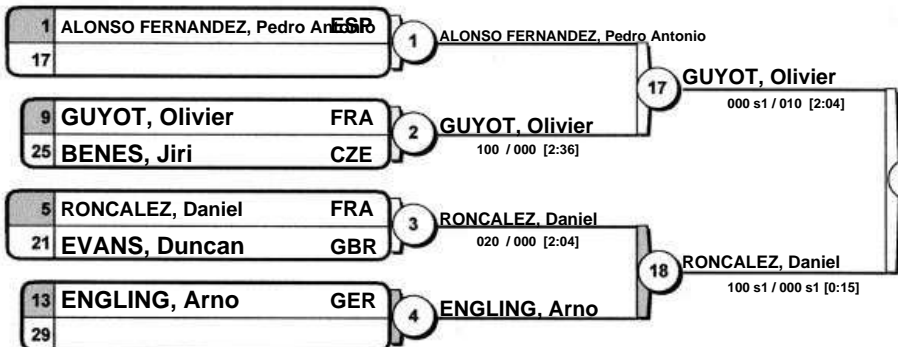 1 ALONSO FERNANDEZ, Pedro Antonio ESP
17
1 ALONSO FERNANDEZ, Pedro Antonio
17 GUYOT, Olivier
000 s1 / 010 [2:04]
9 GUYOT, Olivier FRA
25 BENES, Jiri CZE
2 GUYOT, Olivier
100 / 000 [2:36]
5 RONCALEZ, Daniel FRA
21 EVANS, Duncan GBR
3 RONCALEZ, Daniel
020 / 000 [2:04]
18 RONCALEZ, Daniel
100 s1 / 000 s1 [0:15]
13 ENGLING, Arno GER
29
4 ENGLING, Arno